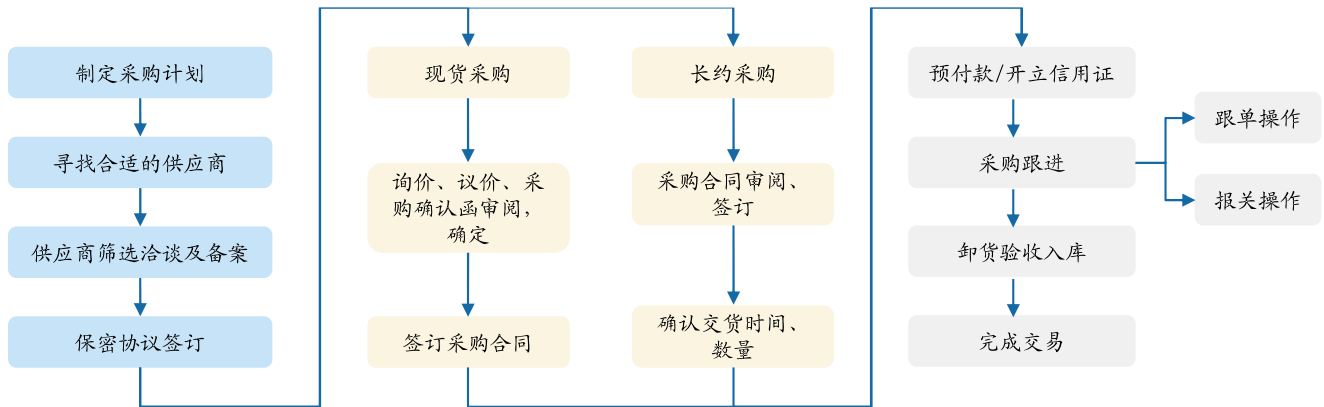 制定采购计划
寻找合适的供应商
供应商筛选洽谈及备案
保密协议签订
现货采购
询价、议价、采
购确认函审阅，
确定
签订采购合同
长约采购
采购合同审阅、
签订
确认交货时间、
数量
预付款/开立信用证
采购跟进
卸货验收入库
完成交易
跟单操作
报关操作